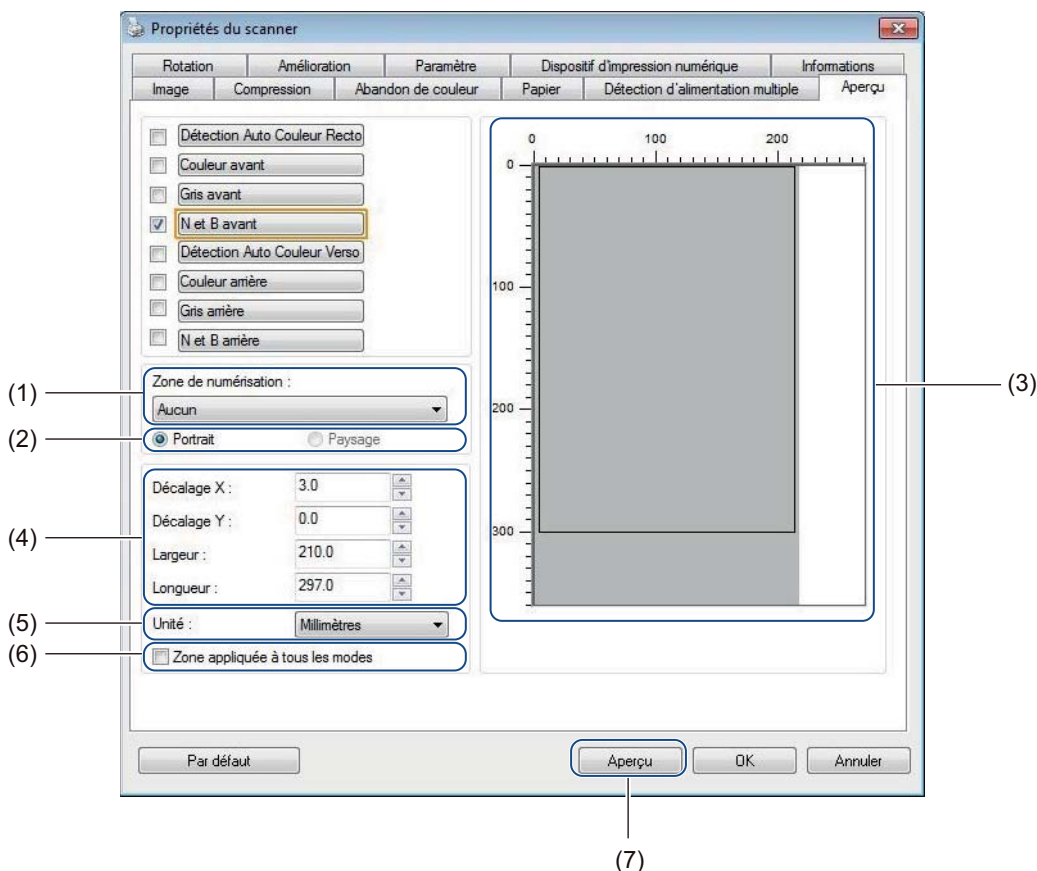 Propriétés du scanner
Rotation Amélioration Paramètre Dispositif d'impression numérique Informations
Image Compression Abandon de couleur Papier Détection d'alimentation multiple Aperçu
Détection Auto Couleur Recto
Couleur avant
Gris avant
N et B avant
Détection Auto Couleur Verso
Couleur arrière
Gris arrière
N et B arrière
0 100 200
0
100
200
300
(1)
Zone de numérisation :
Aucun
(2)
Portrait Paysage
(3)
(4)
Décalage X : 3.0
Décalage Y : 0.0
Largeur : 210.0
Longueur : 297.0
(5)
Unité : Millimètres
(6)
Zone appliquée à tous les modes
Par défaut Aperçu OK Annuler
(7)